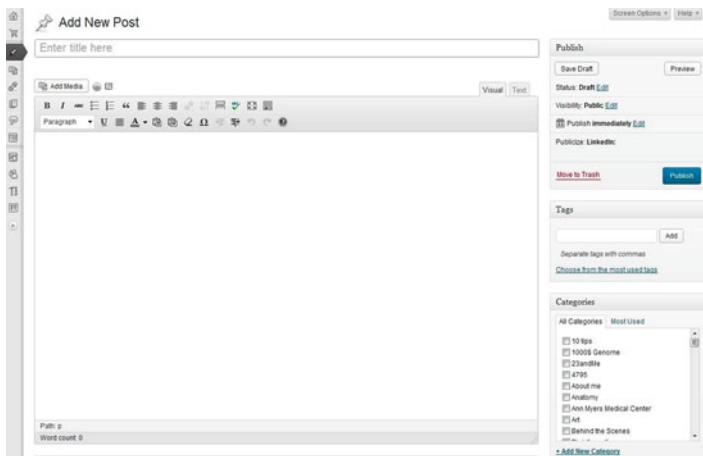 Screen Options Help
Add New Post
Enter title here
Add Media
Visual Text
B I
Paragraph U A Ω
Path: p
Word count: 0
Publish
Save Draft Preview
Status: Draft Edit
Visibility: Public Edit
Publish immediately Edit
Publicize: LinkedIn:
Move to Trash Publish
Tags
Add
Separate tags with commas
Choose from the most used tags
Categories
All Categories Most Used
10 tips
1000$ Genome
23andMe
4795
About me
Anatomy
Ann Myers Medical Center
Art
Behind the Scenes
+ Add New Category